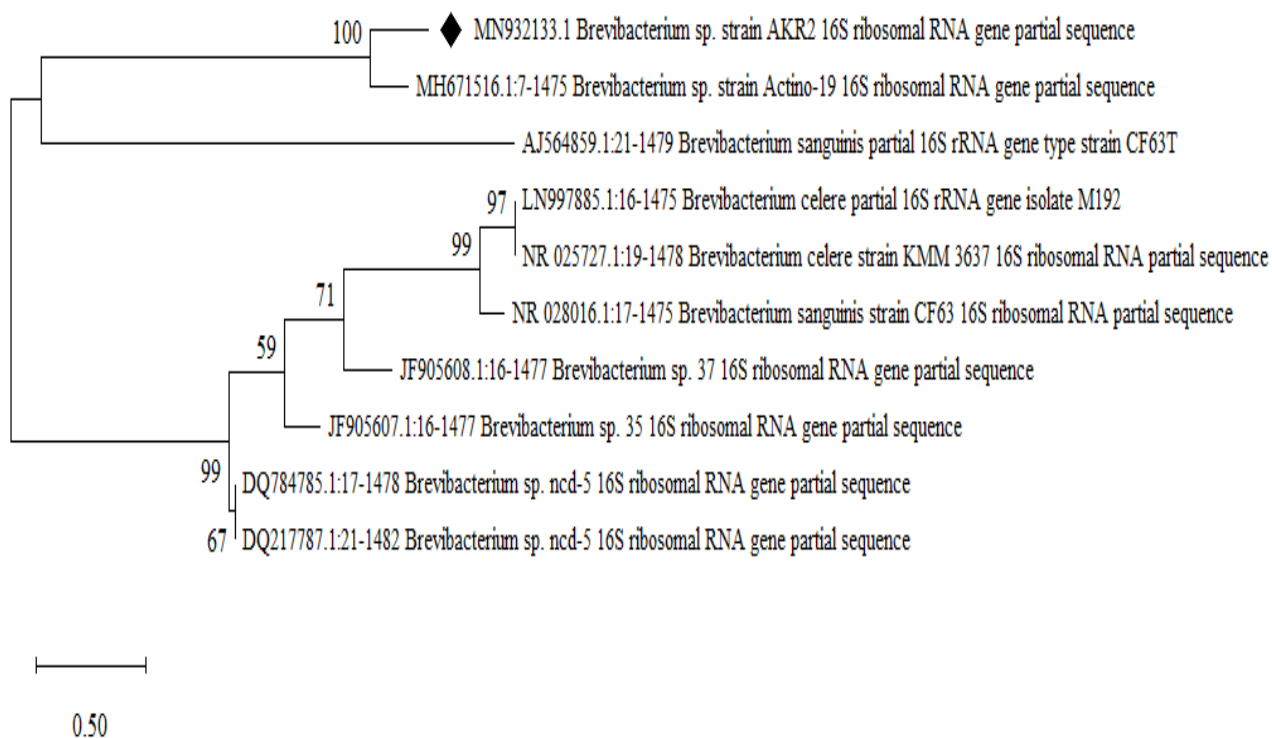 100
MN932133.1 Brevibacterium sp. strain AKR2 16S ribosomal RNA gene partial sequence
MH671516.1:7-1475 Brevibacterium sp. strain Actino-19 16S ribosomal RNA gene partial sequence
AJ564859.1:21-1479 Brevibacterium sanguinis partial 16S rRNA gene type strain CF63T
97
LN997885.1:16-1475 Brevibacterium celere partial 16S rRNA gene isolate M192
99
NR 025727.1:19-1478 Brevibacterium celere strain KMM 3637 16S ribosomal RNA partial sequence
71
NR 028016.1:17-1475 Brevibacterium sanguinis strain CF63 16S ribosomal RNA partial sequence
59
JF905608.1:16-1477 Brevibacterium sp. 37 16S ribosomal RNA gene partial sequence
JF905607.1:16-1477 Brevibacterium sp. 35 16S ribosomal RNA gene partial sequence
99
DQ784785.1:17-1478 Brevibacterium sp. ncd-5 16S ribosomal RNA gene partial sequence
67
DQ217787.1:21-1482 Brevibacterium sp. ncd-5 16S ribosomal RNA gene partial sequence
0.50